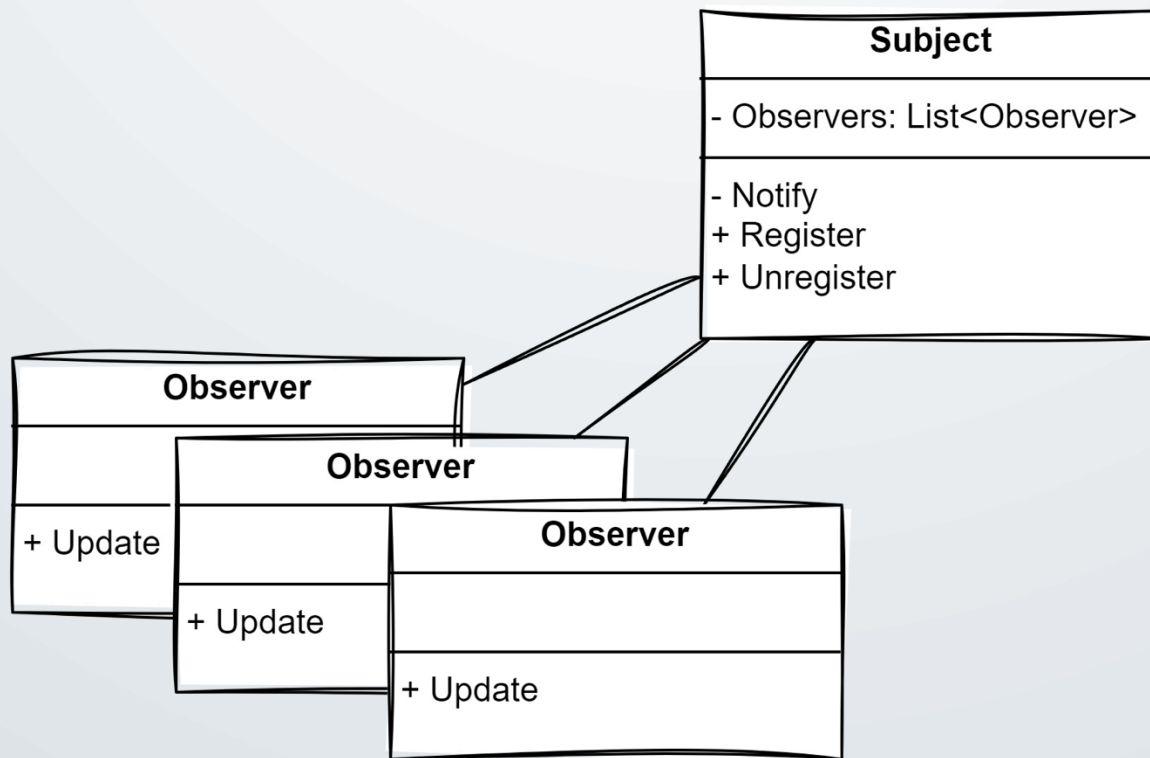 Subject
- Observers: List<Observer>
- Notify
+ Register
+ Unregister
Observer
+ Update
Observer
+ Update
Observer
+ Update